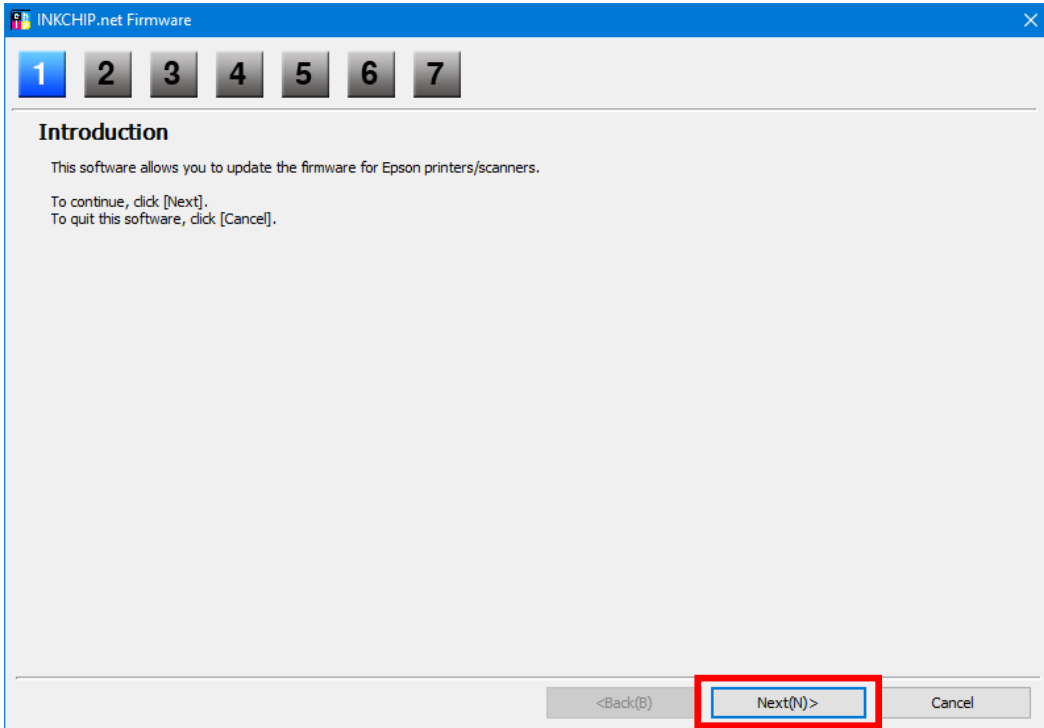 INKCHIP.net Firmware
1 2 3 4 5 6 7
Introduction
This software allows you to update the firmware for Epson printers/scanners.
To continue, click [Next].
To quit this software, click [Cancel].
<Back(B) Next(N)> Cancel